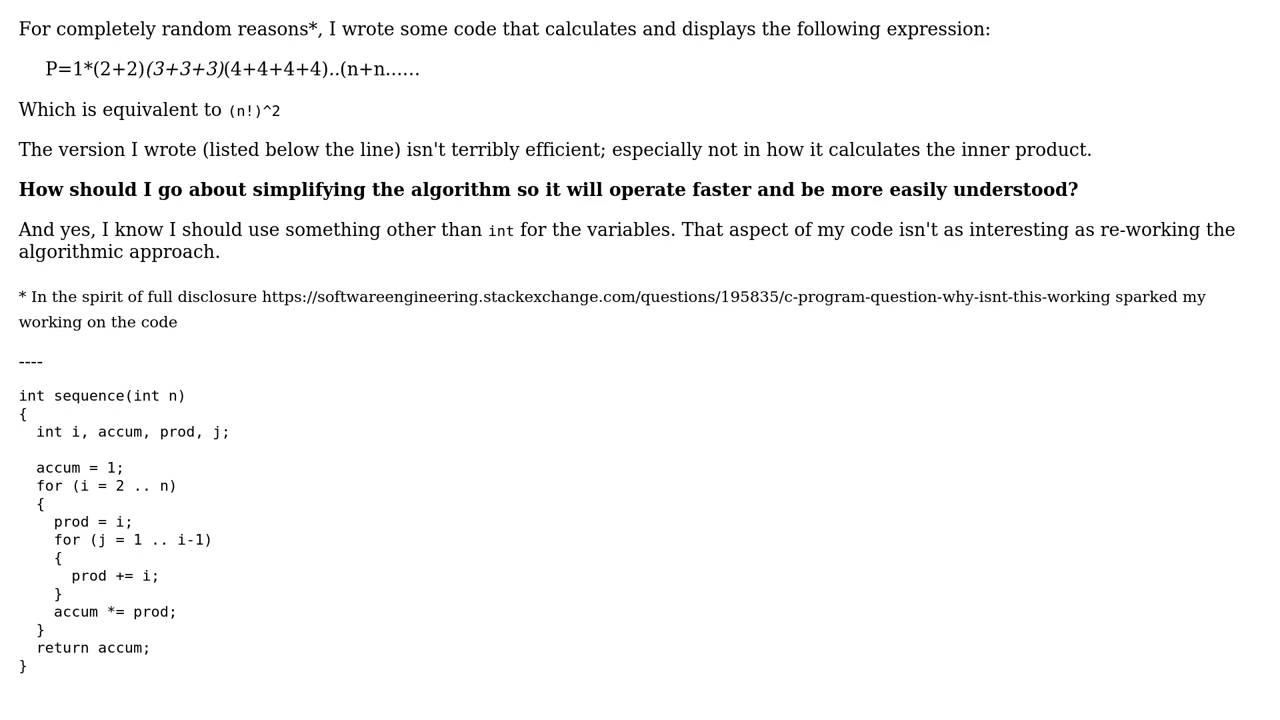 For completely random reasons*, I wrote some code that calculates and displays the following expression:
P=1*(2+2)(3+3+3)(4+4+4+4)..(n+n......
Which is equivalent to (n!)^2
The version I wrote (listed below the line) isn't terribly efficient; especially not in how it calculates the inner product.
How should I go about simplifying the algorithm so it will operate faster and be more easily understood?
And yes, I know I should use something other than int for the variables. That aspect of my code isn't as interesting as re-working the
algorithmic approach.
* In the spirit of full disclosure https://softwareengineering.stackexchange.com/questions/195835/c-program-question-why-isnt-this-working sparked my
working on the code
----
int sequence(int n)
{
  int i, accum, prod, j;
  accum = 1;
  for (i = 2 .. n)
  {
    prod = i;
    for (j = 1 .. i-1)
    {
      prod += i;
    }
    accum *= prod;
  }
  return accum;
}